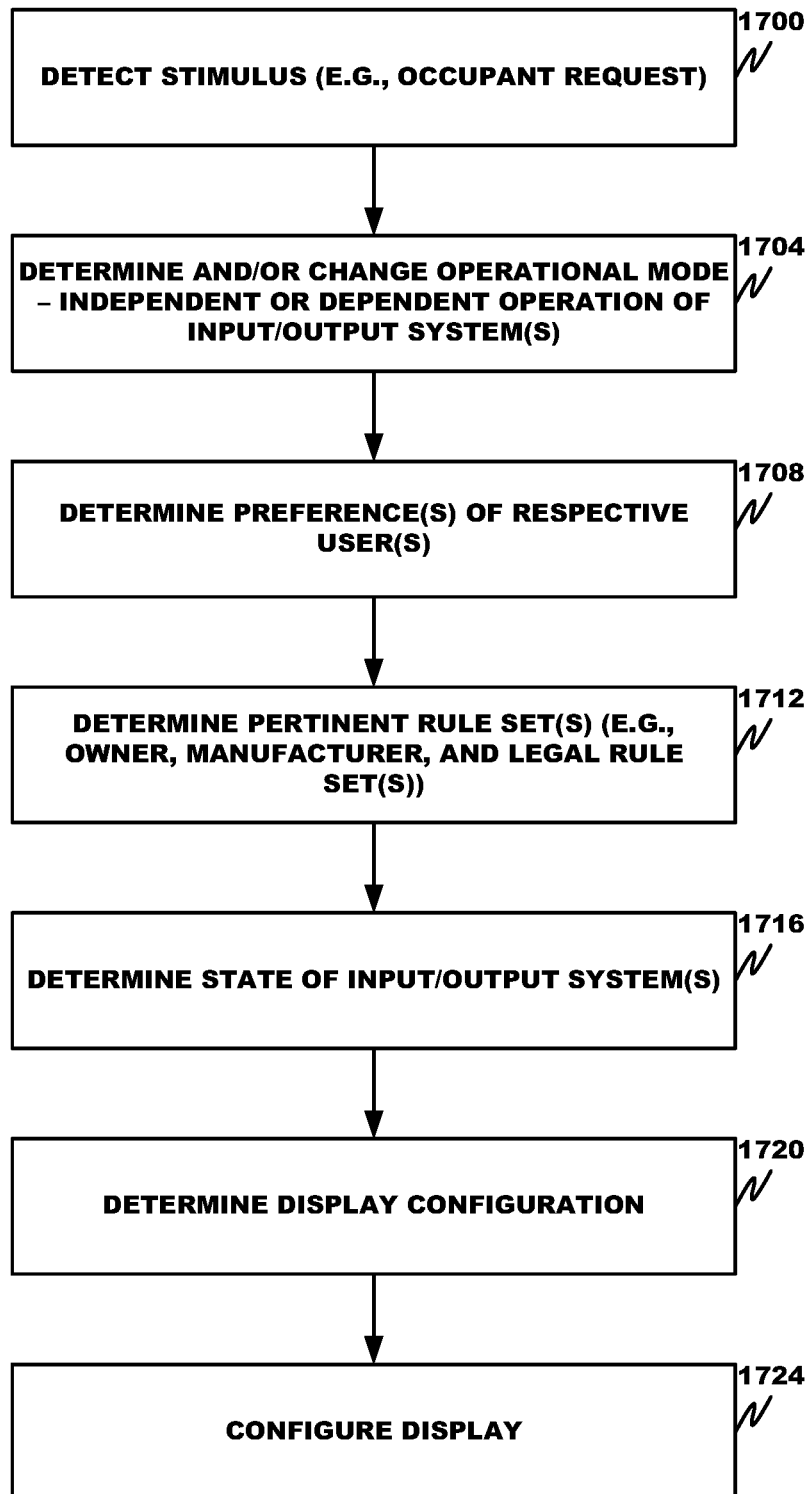 1700
DETECT STIMULUS (E.G., OCCUPANT REQUEST)
1704
DETERMINE AND/OR CHANGE OPERATIONAL MODE
– INDEPENDENT OR DEPENDENT OPERATION OF
INPUT/OUTPUT SYSTEM(S)
1708
DETERMINE PREFERENCE(S) OF RESPECTIVE
USER(S)
1712
DETERMINE PERTINENT RULE SET(S) (E.G.,
OWNER, MANUFACTURER, AND LEGAL RULE
SET(S))
1716
DETERMINE STATE OF INPUT/OUTPUT SYSTEM(S)
1720
DETERMINE DISPLAY CONFIGURATION
1724
CONFIGURE DISPLAY